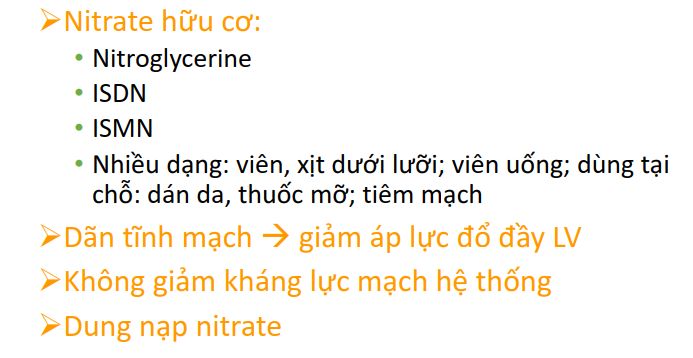 ➢Nitrate hữu cơ:
• Nitroglycerine
• ISDN
• ISMN
• Nhiều dạng: viên, xịt dưới lưỡi; viên uống; dùng tại
chỗ: dán da, thuốc mỡ; tiêm mạch
➢Dãn tĩnh mạch → giảm áp lực đổ đầy LV
➢Không giảm kháng lực mạch hệ thống
➢Dung nạp nitrate